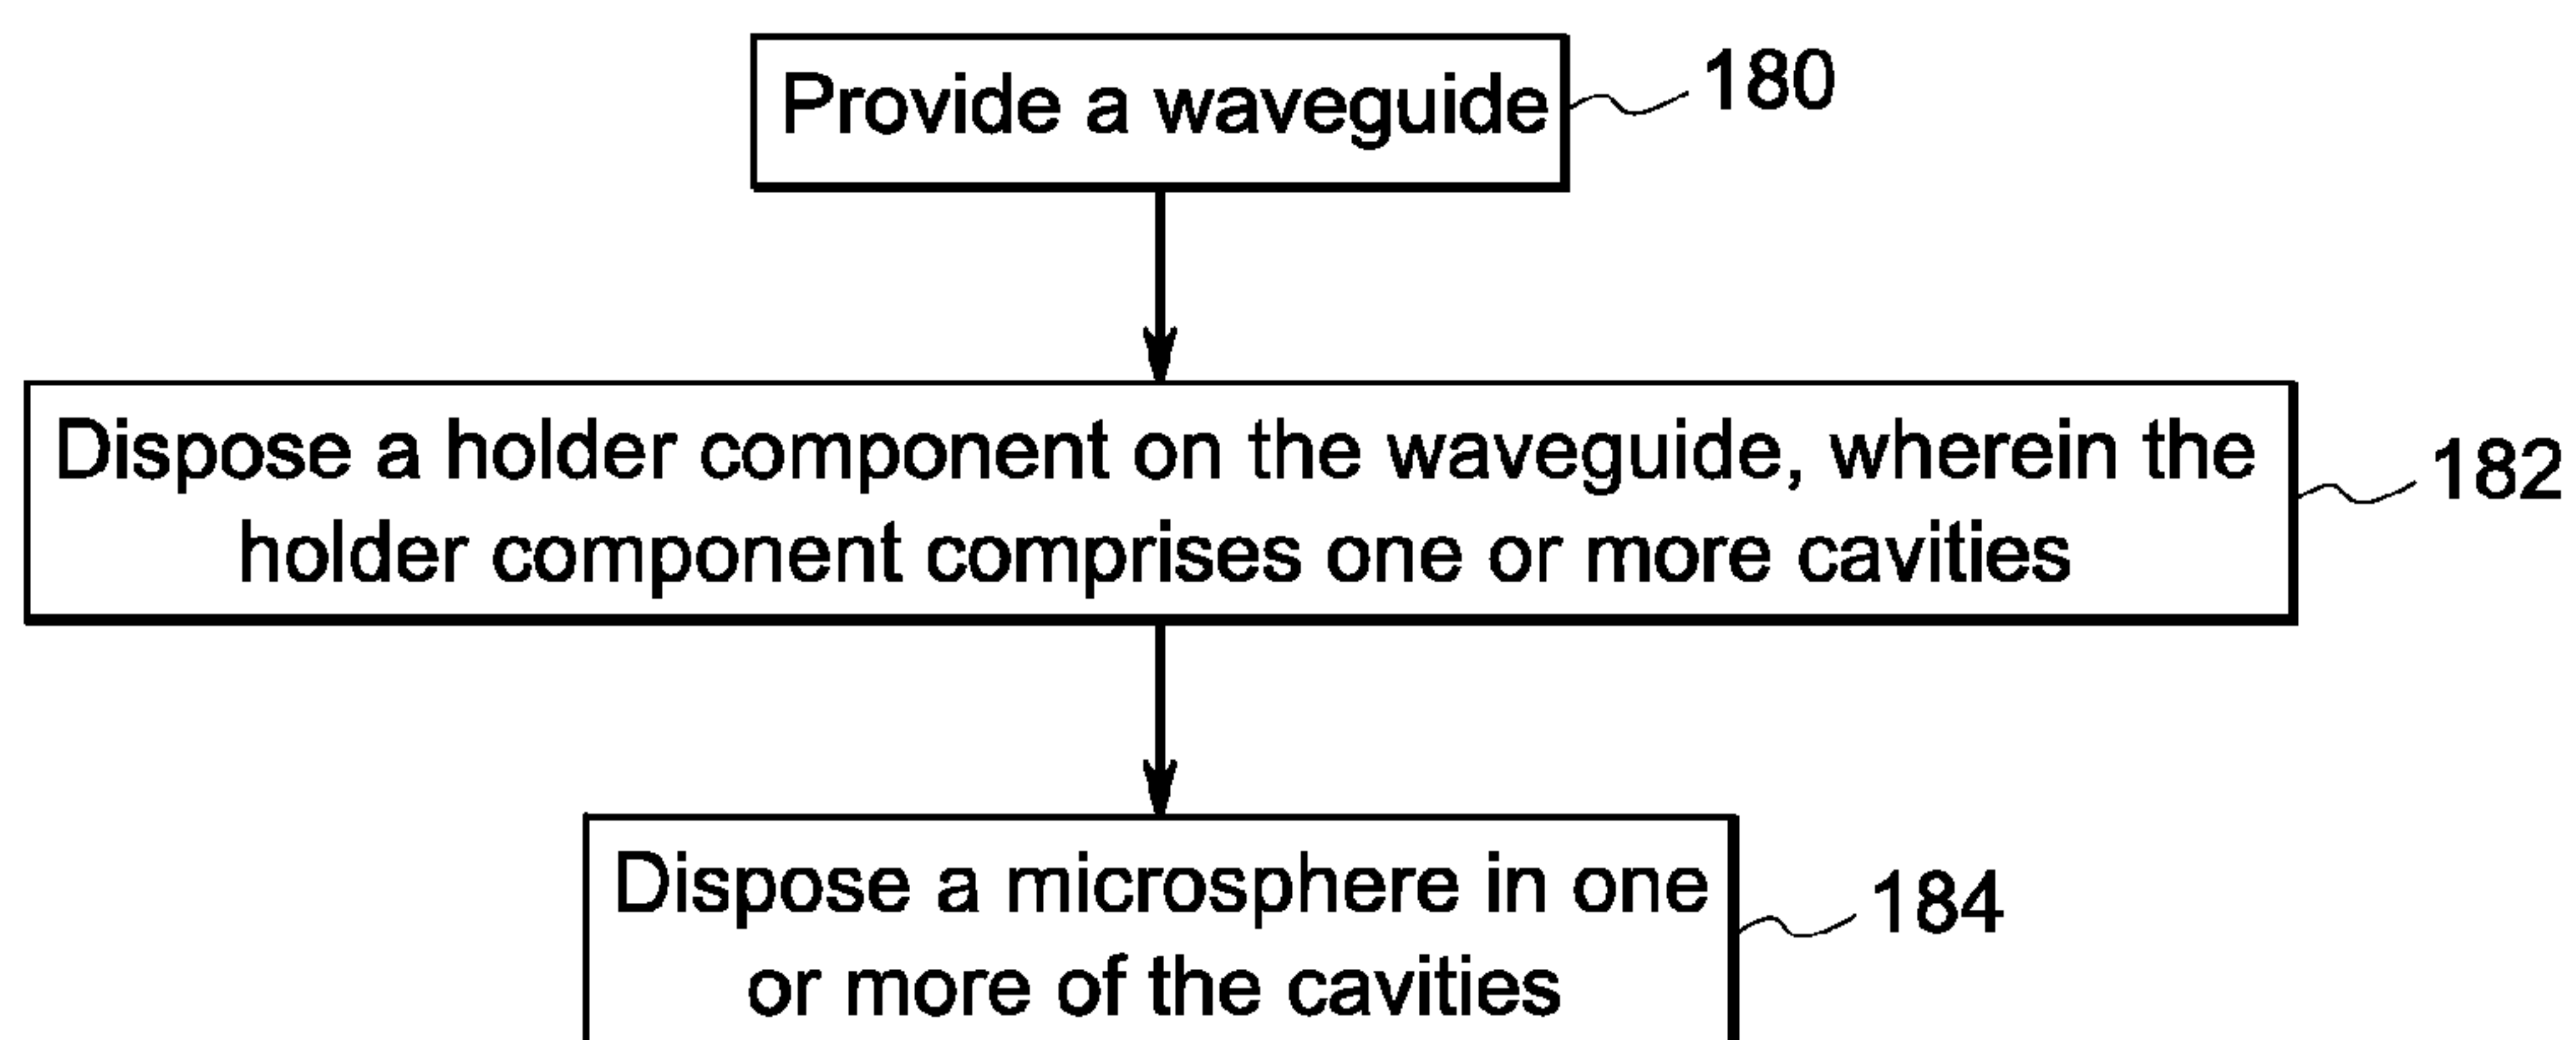 Provide a waveguide
180
Dispose a holder component on the waveguide, wherein the
holder component comprises one or more cavities
182
Dispose a microsphere in one
or more of the cavities
184